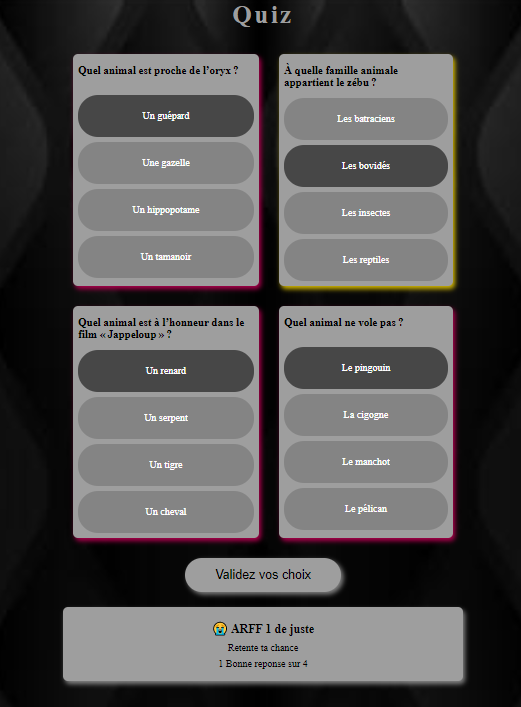 Quiz
Quel animal est proche de l’oryx ?
Un guépard
Une gazelle
Un hippopotame
Un tamanoir
À quelle famille animale
appartient le zébu ?
Les batraciens
Les bovidés
Les insectes
Les reptiles
Quel animal est à l’honneur dans le
film « Jappeloup » ?
Un renard
Un serpent
Un tigre
Un cheval
Quel animal ne vole pas ?
Le pingouin
La cigogne
Le manchot
Le pélican
Validez vos choix
😭 ARFF 1 de juste
Retente ta chance
1 Bonne reponse sur 4